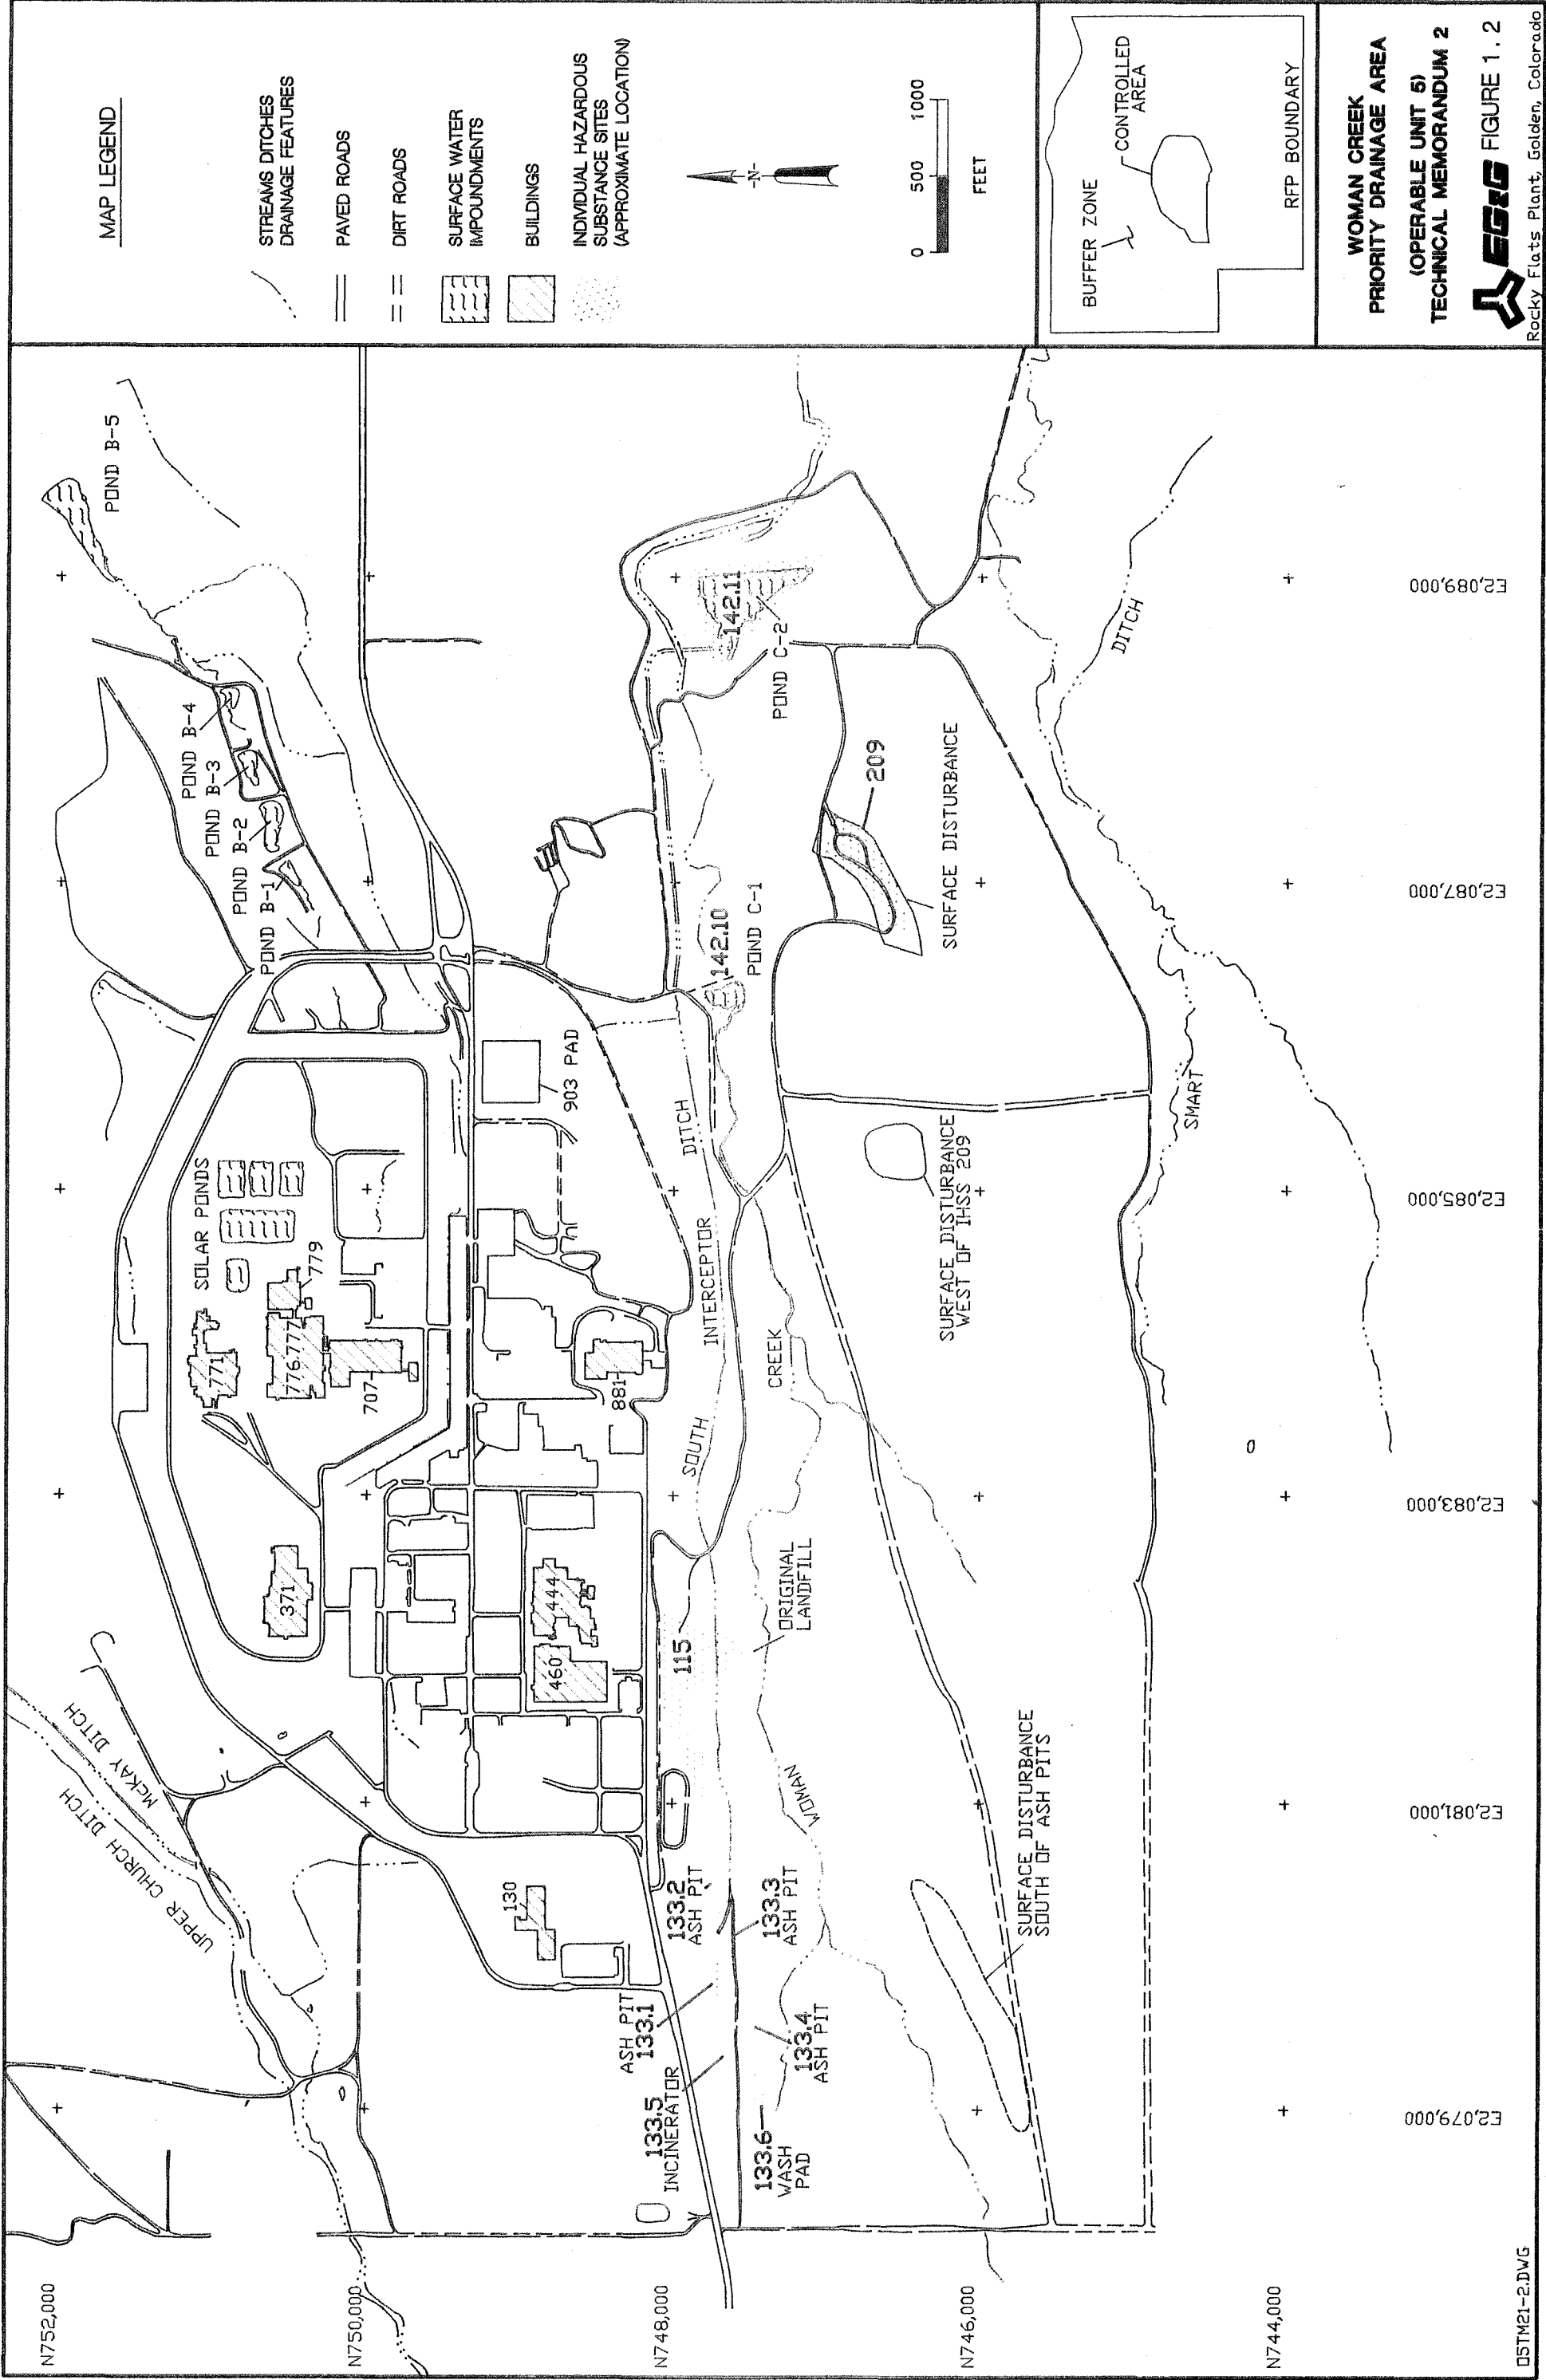 MAP LEGEND
STREAMS DITCHES
DRAINAGE FEATURES
PAVED ROADS
DIRT ROADS
SURFACE WATER
IMPOUNDMENTS
BUILDINGS
INDIVIDUAL HAZARDOUS
SUBSTANCE SITES
(APPROXIMATE LOCATION)
-N-
0 500 1000
FEET
BUFFER ZONE
CONTROLLED
AREA
RFP BOUNDARY
WOMAN CREEK
PRIORITY DRAINAGE AREA
(OPERABLE UNIT 5)
TECHNICAL MEMORANDUM 2
EG&G FIGURE 1.2
Rocky Flats Plant, Golden, Colorado
N752,000
N750,000
N748,000
N746,000
N744,000
E2,079,000
E2,081,000
E2,083,000
E2,085,000
E2,087,000
E2,089,000
UPPER CHURCH DITCH
McKAY DITCH
POND B-5
POND B-4
POND B-3
POND B-2
POND B-1
SOLAR PONDS
771
776 777
779
707
371
444
460
881
130
903 PAD
SOUTH
INTERCEPTOR
DITCH
WOMAN
CREEK
115
ORIGINAL
LANDFILL
142.10
POND C-1
142.11
POND C-2
209
SURFACE DISTURBANCE
SURFACE DISTURBANCE
WEST OF IHSS 209
133.5
INCINERATOR
ASH PIT
133.1
133.2
ASH PIT
133.3
ASH PIT
133.4
ASH PIT
133.6
WASH
PAD
SURFACE DISTURBANCE
SOUTH OF ASH PITS
SMART
DITCH
O5TM21-2.DWG